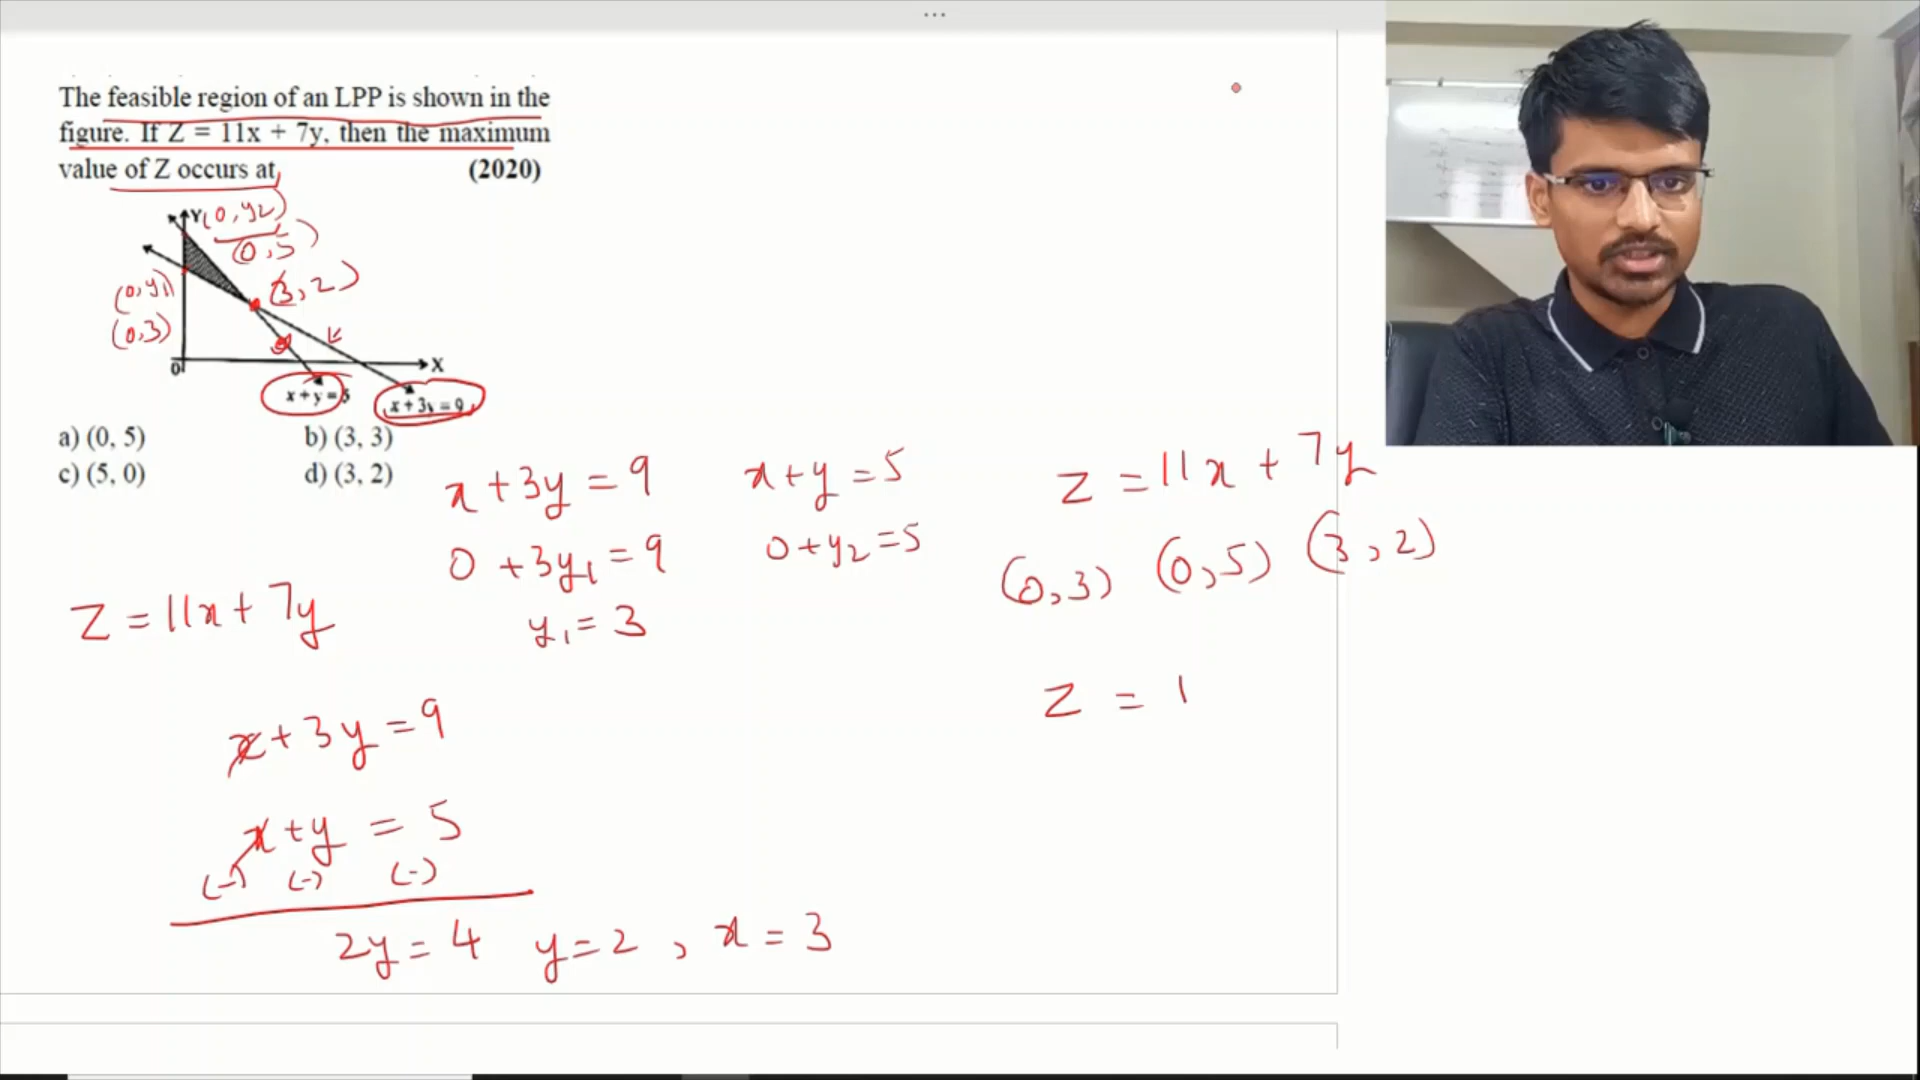 The feasible region of an LPP is shown in the
figure. If Z = 11x + 7y, then the maximum
value of Z occurs at (2020)
Y
(0, y2)
(0, 5)
(3, 2)
(0, y1)
(0, 3)
0
X
x + y = 5
x + 3y = 9
a) (0, 5) b) (3, 3)
c) (5, 0) d) (3, 2)
x + 3y = 9
0 + 3y1 = 9
y1 = 3
x + y = 5
0 + y2 = 5
Z = 11x + 7y
(0, 3) (0, 5) (3, 2)
Z = 1
Z = 11x + 7y
x + 3y = 9
x + y = 5
(-) (-) (-)
2y = 4 y = 2 , x = 3